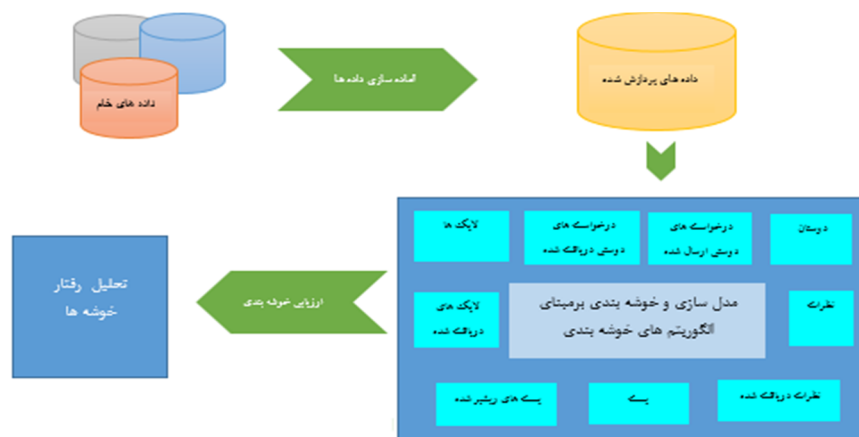 داده های خام
آماده سازی داده ها
داده های پردازش شده
دوستان
درخواست های
دوستی ارسال شده
درخواست های
دوستی دریافت شده
لایک ها
نظرات
مدل سازی و خوشه بندی برمبنای
الگوریتم های خوشه بندی
لایک های
دریافت شده
نظرات دریافت شده
پست
پست های ریشیر شده
ارزیابی خوشه بندی
تحلیل رفتار
خوشه ها